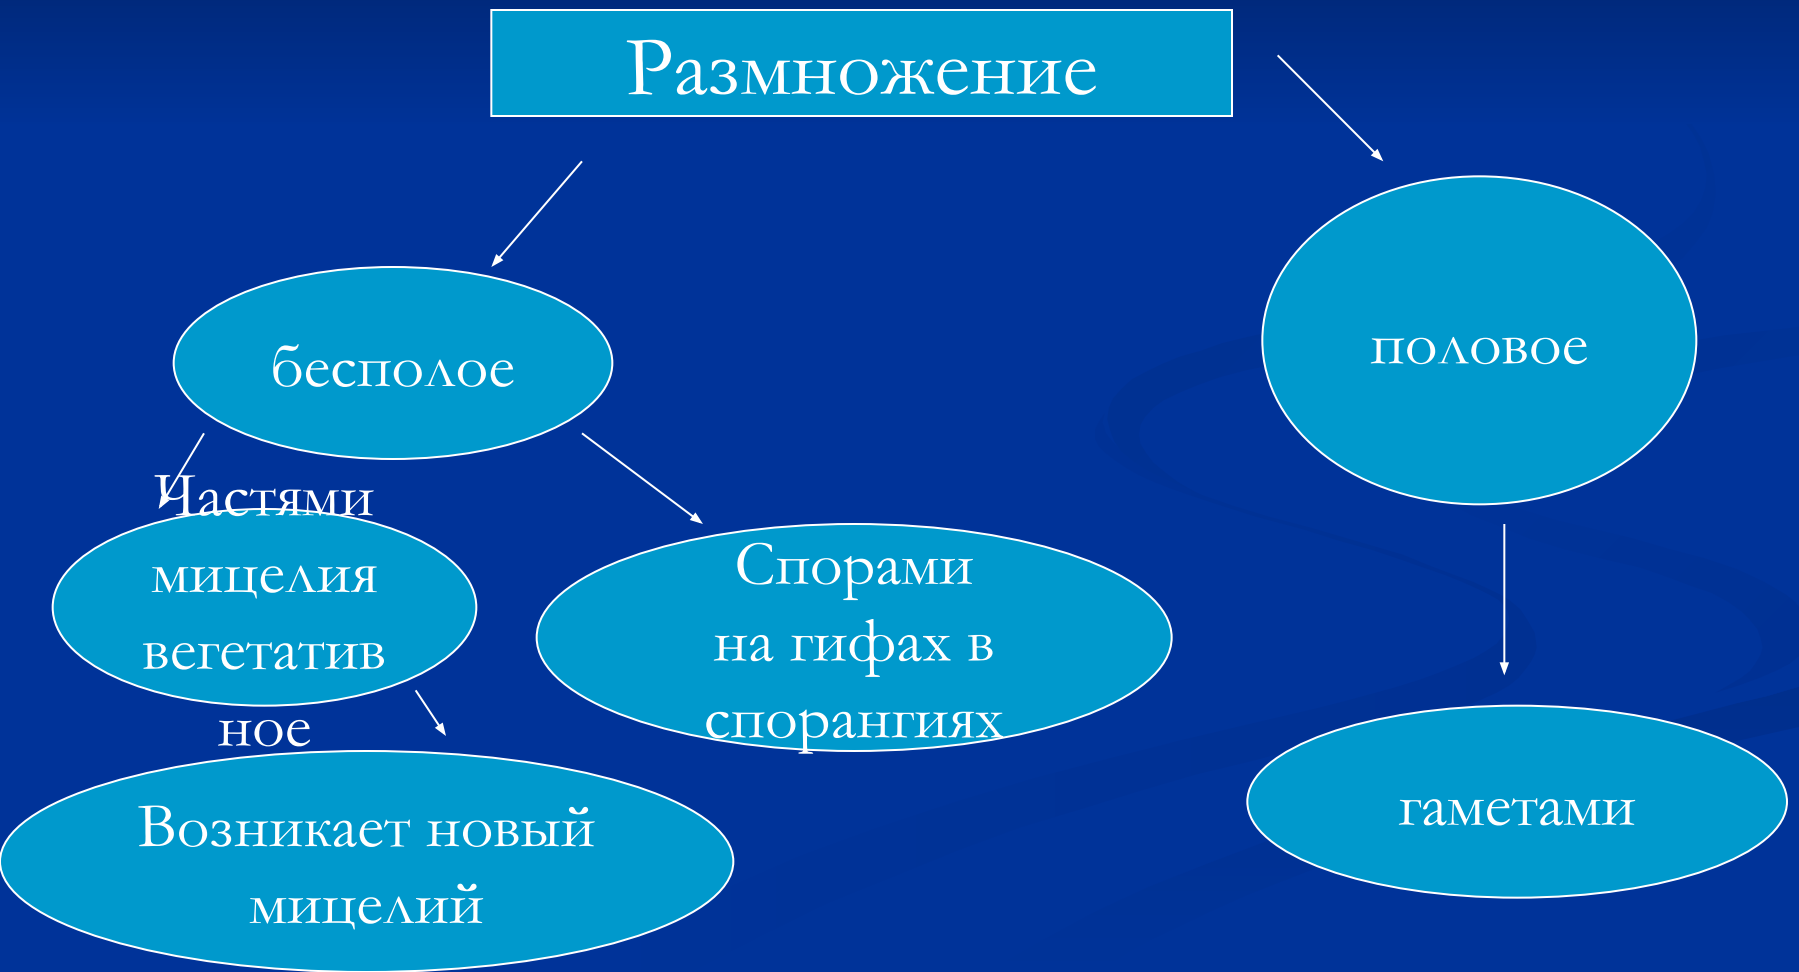 Размножение
бесполое
половое
Частями
мицелия
вегетатив
ное
Спорами
на гифах в
спорангиях
Возникает новый
мицелий
гаметами